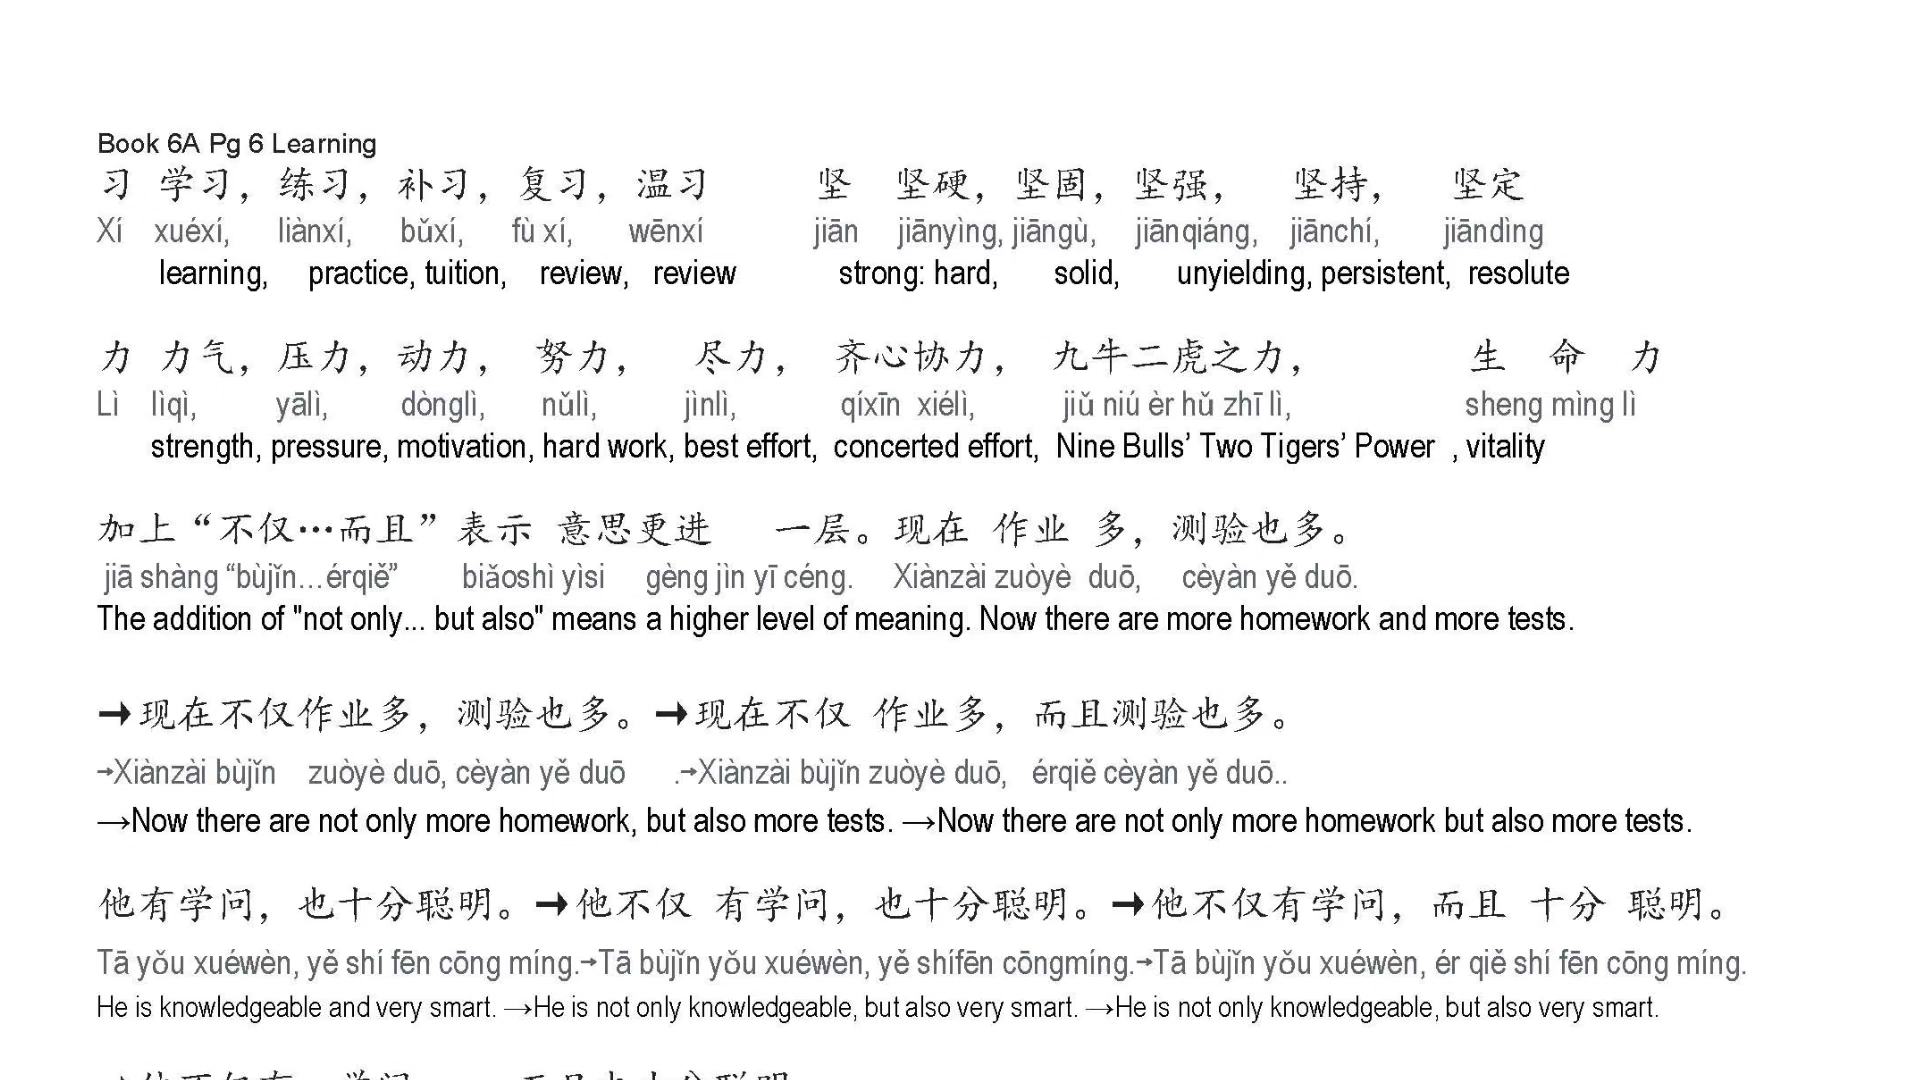 Book 6A Pg 6 Learning
习 学习，练习，补习，复习，温习 坚 坚硬，坚固，坚强， 坚持， 坚定
Xí xuéxí, liànxí, bǔxí, fù xí, wēnxí jiān jiānyìng, jiāngù, jiānqiáng, jiānchí, jiāndìng
learning, practice, tuition, review, review strong: hard, solid, unyielding, persistent, resolute
力 力气，压力，动力， 努力， 尽力， 齐心协力， 九牛二虎之力， 生 命 力
Lì lìqì, yālì, dònglì, nǔlì, jìnlì, qíxīn xiélì, jiǔ niú èr hǔ zhī lì, sheng mìng lì
strength, pressure, motivation, hard work, best effort, concerted effort, Nine Bulls’ Two Tigers’ Power , vitality
加上“不仅…而且”表示 意思更进 一层。现在 作业 多，测验也多。
jiā shàng “bùjǐn…érqiě” biǎoshì yìsi gèng jìn yī céng. Xiànzài zuòyè duō, cèyàn yě duō.
The addition of "not only... but also" means a higher level of meaning. Now there are more homework and more tests.
→现在不仅作业多，测验也多。→现在不仅 作业多，而且测验也多。
→Xiànzài bùjǐn zuòyè duō, cèyàn yě duō .→Xiànzài bùjǐn zuòyè duō, érqiě cèyàn yě duō..
→Now there are not only more homework, but also more tests. →Now there are not only more homework but also more tests.
他有学问，也十分聪明。→他不仅 有学问，也十分聪明。→他不仅有学问，而且 十分 聪明。
Tā yǒu xuéwèn, yě shí fēn cōng míng.→Tā bùjǐn yǒu xuéwèn, yě shífēn cōngmíng.→Tā bùjǐn yǒu xuéwèn, ér qiě shí fēn cōng míng.
He is knowledgeable and very smart. →He is not only knowledgeable, but also very smart. →He is not only knowledgeable, but also very smart.